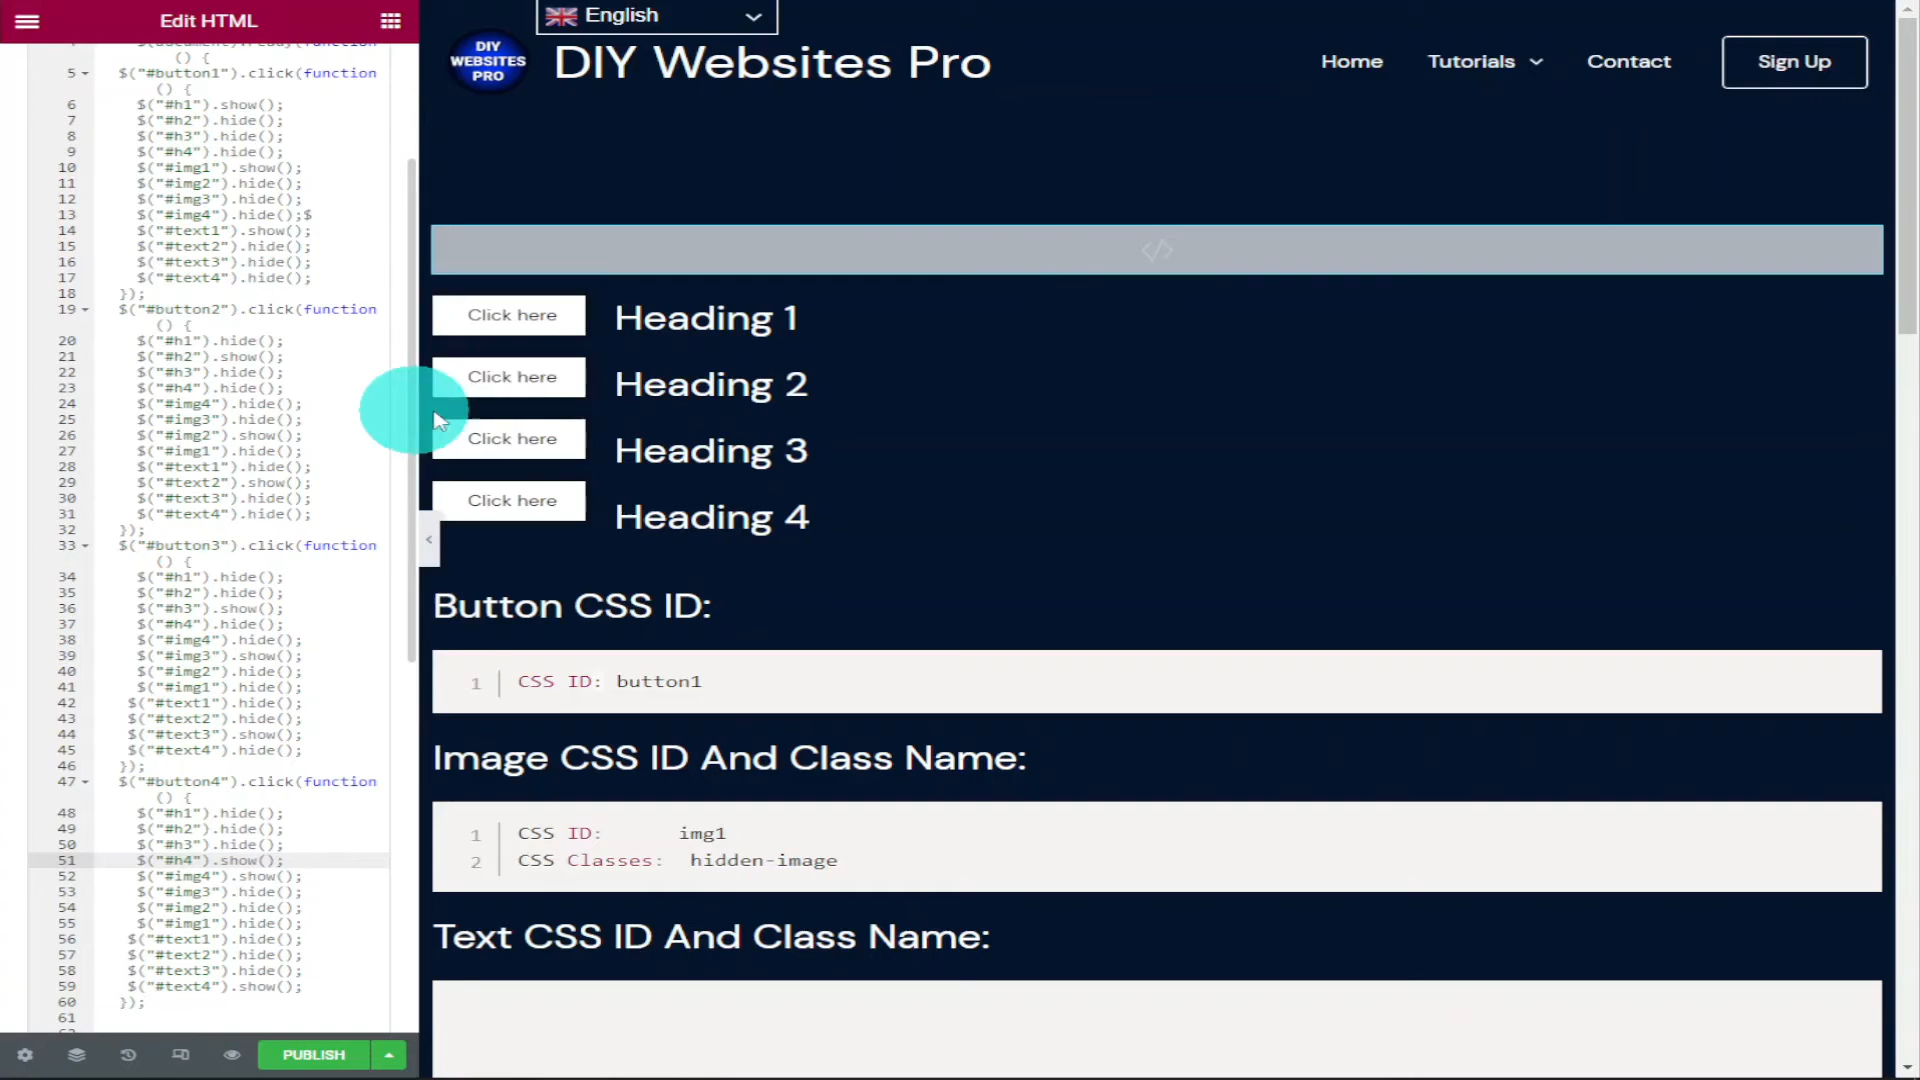 Edit HTML
$(document).ready(function
() {
5 $("#button1").click(function
() {
6 $("#h1").show();
7 $("#h2").hide();
8 $("#h3").hide();
9 $("#h4").hide();
10 $("#img1").show();
11 $("#img2").hide();
12 $("#img3").hide();
13 $("#img4").hide();$
14 $("#text1").show();
15 $("#text2").hide();
16 $("#text3").hide();
17 $("#text4").hide();
18 });
19 $("#button2").click(function
() {
20 $("#h1").hide();
21 $("#h2").show();
22 $("#h3").hide();
23 $("#h4").hide();
24 $("#img4").hide();
25 $("#img3").hide();
26 $("#img2").show();
27 $("#img1").hide();
28 $("#text1").hide();
29 $("#text2").show();
30 $("#text3").hide();
31 $("#text4").hide();
32 });
33 $("#button3").click(function
() {
34 $("#h1").hide();
35 $("#h2").hide();
36 $("#h3").show();
37 $("#h4").hide();
38 $("#img4").hide();
39 $("#img3").show();
40 $("#img2").hide();
41 $("#img1").hide();
42 $("#text1").hide();
43 $("#text2").hide();
44 $("#text3").show();
45 $("#text4").hide();
46 });
47 $("#button4").click(function
() {
48 $("#h1").hide();
49 $("#h2").hide();
50 $("#h3").hide();
51 $("#h4").show();
52 $("#img4").show();
53 $("#img3").hide();
54 $("#img2").hide();
55 $("#img1").hide();
56 $("#text1").hide();
57 $("#text2").hide();
58 $("#text3").hide();
59 $("#text4").show();
60 });
61
PUBLISH
English
DIY
WEBSITES
PRO
DIY Websites Pro
Home Tutorials Contact Sign Up
</>
Click here Heading 1
Click here Heading 2
Click here Heading 3
Click here Heading 4
Button CSS ID:
1 CSS ID: button1
Image CSS ID And Class Name:
1 CSS ID: img1
2 CSS Classes: hidden-image
Text CSS ID And Class Name: